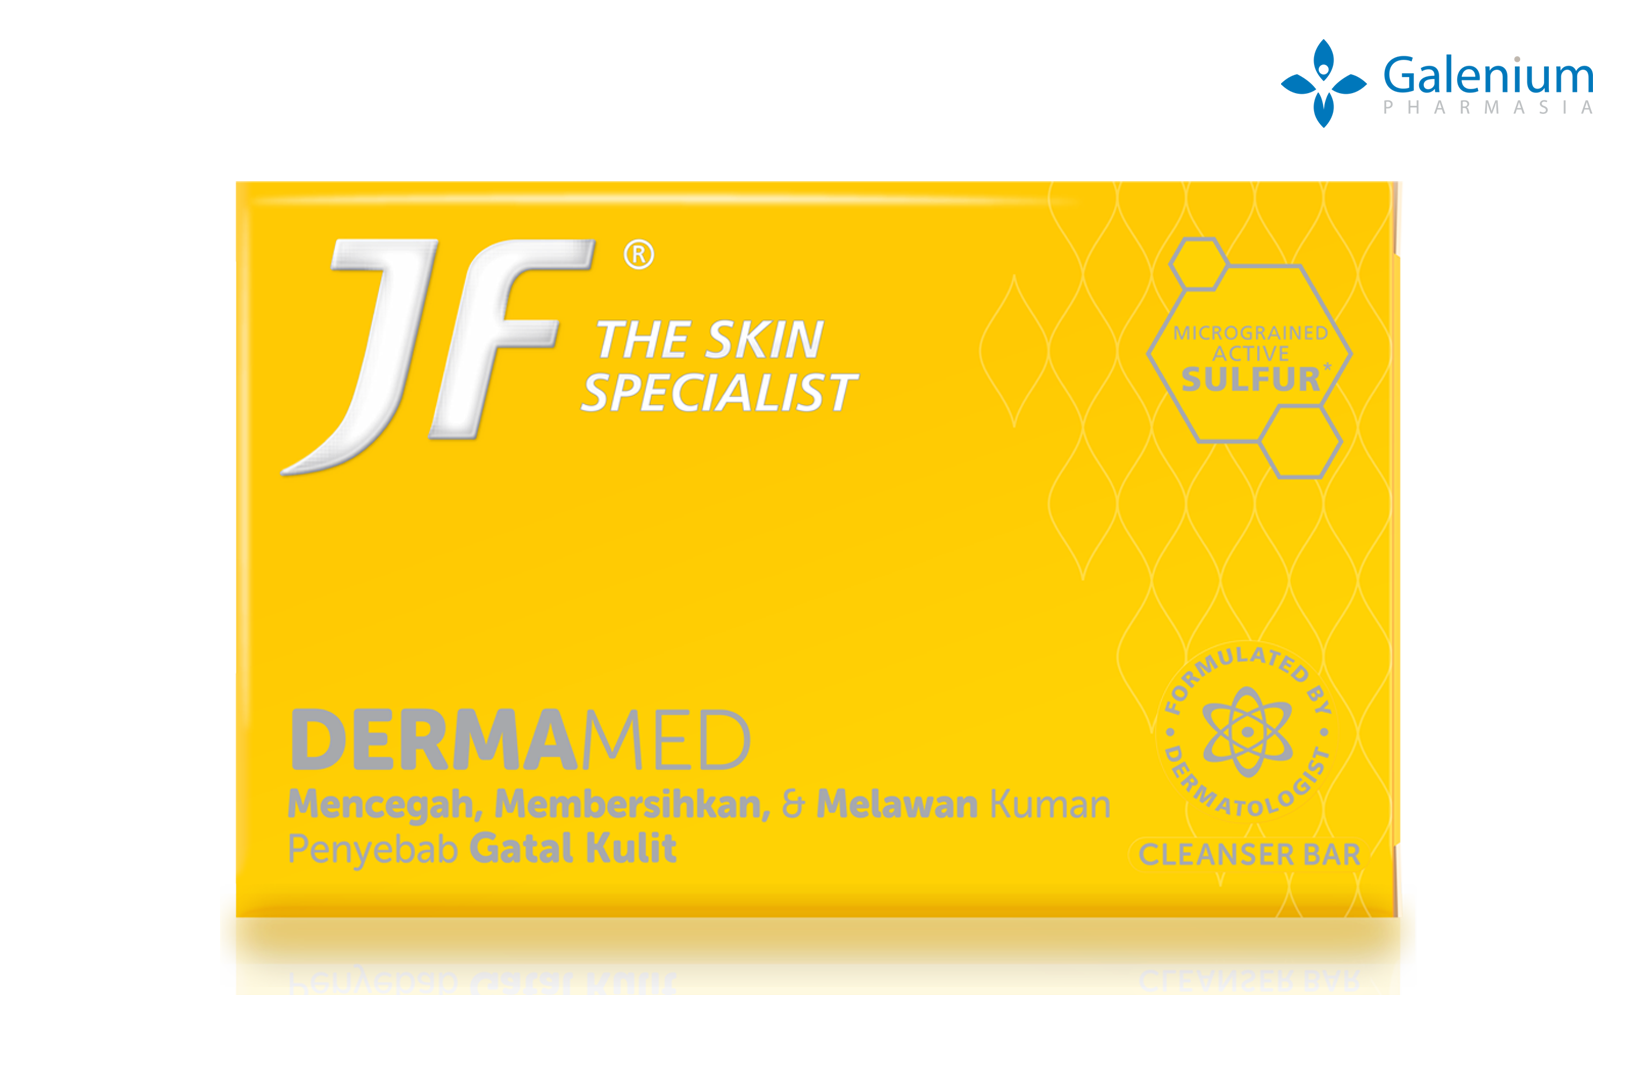 Galenium
PHARMASIA
JF®
THE SKIN
SPECIALIST
MICROGRAINED
ACTIVE
SULFUR*
DERMAMED
Mencegah, Membersihkan, & Melawan Kuman
Penyebab Gatal Kulit
• FORMULATED BY • DERMATOLOGIST
CLEANSER BAR